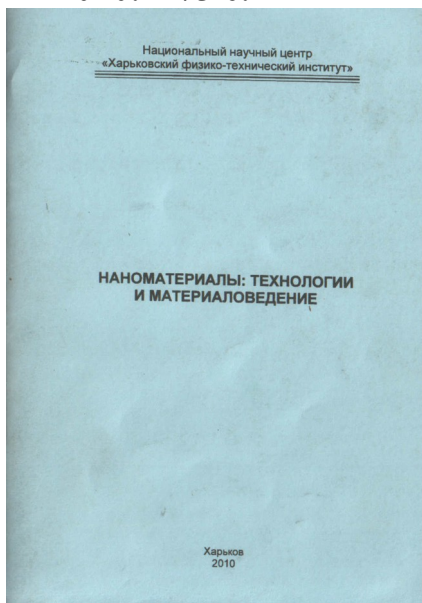 Национальный научный центр
«Харьковский физико-технический институт»
НАНОМАТЕРИАЛЫ: ТЕХНОЛОГИИ
И МАТЕРИАЛОВЕДЕНИЕ
Харьков
2010